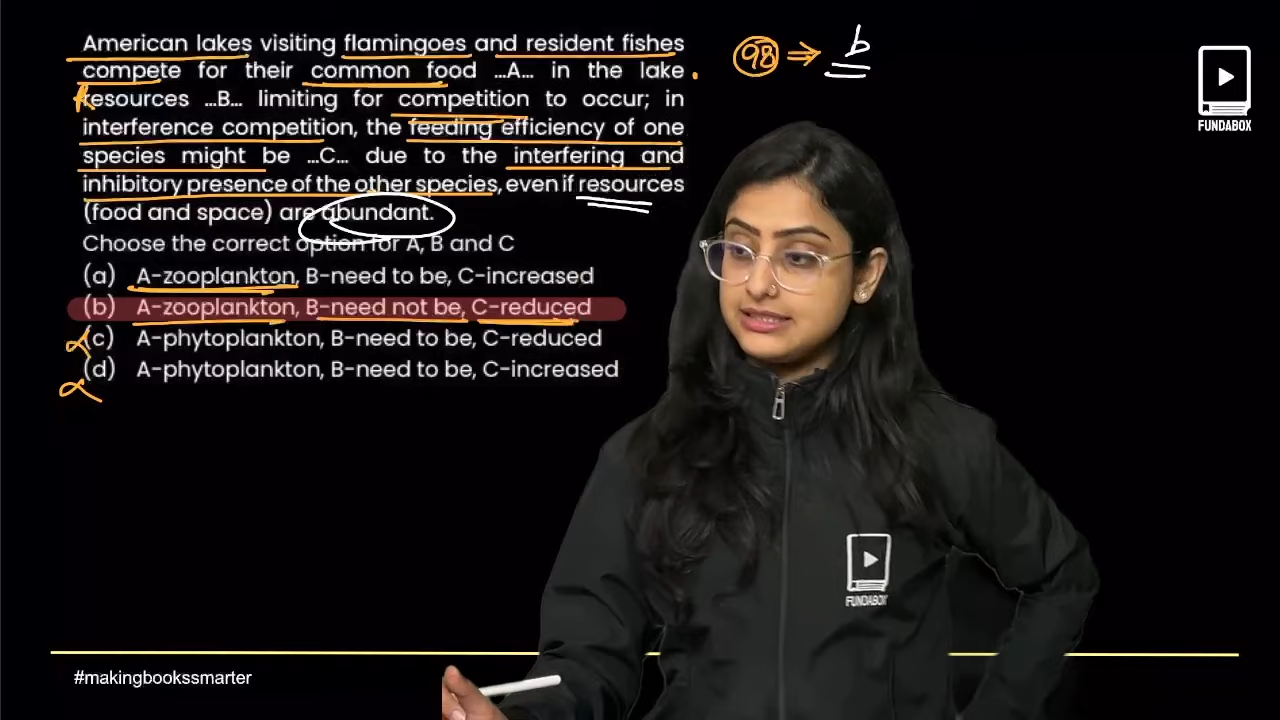 American lakes visiting flamingoes and resident fishes
compete for their common food ...A... in the lake.
resources ...B... limiting for competition to occur; in
interference competition, the feeding efficiency of one
species might be ...C... due to the interfering and
inhibitory presence of the other species, even if resources
(food and space) are abundant.
Choose the correct option for A, B and C
(a) A-zooplankton, B-need to be, C-increased
(b) A-zooplankton, B-need not be, C-reduced
(c) A-phytoplankton, B-need to be, C-reduced
(d) A-phytoplankton, B-need to be, C-increased
98 ⇒ b
FUNDABOX
FUNDABOX
#makingbookssmarter